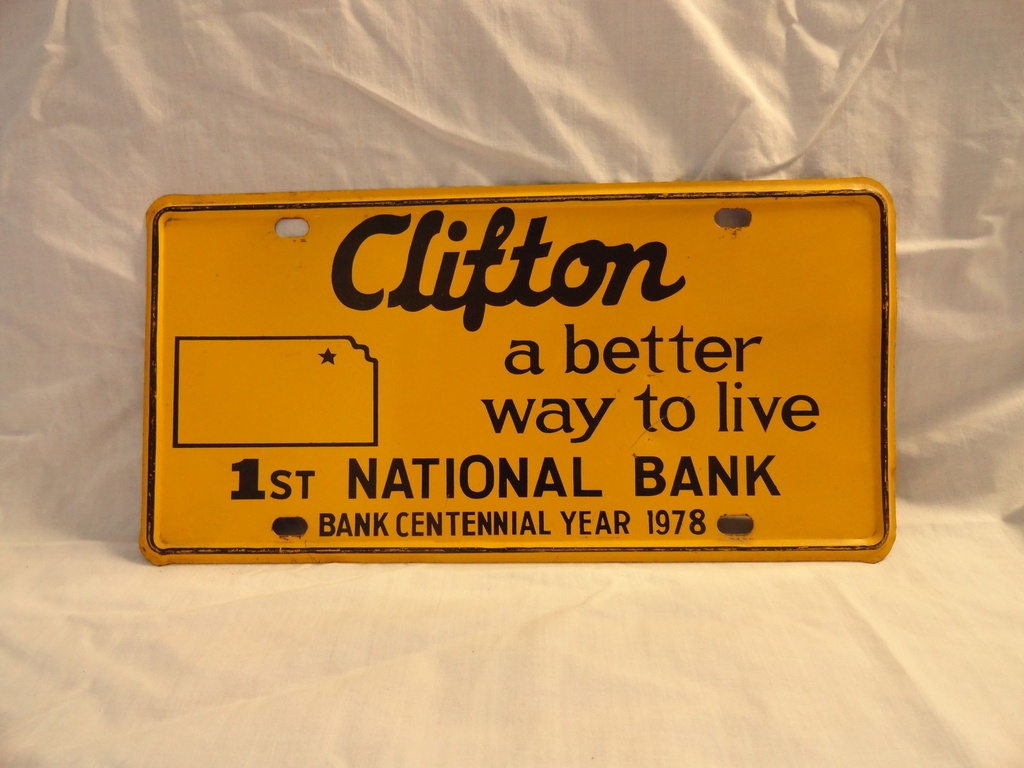 Clifton
a better
way to live
1ST NATIONAL BANK
BANK CENTENNIAL YEAR 1978